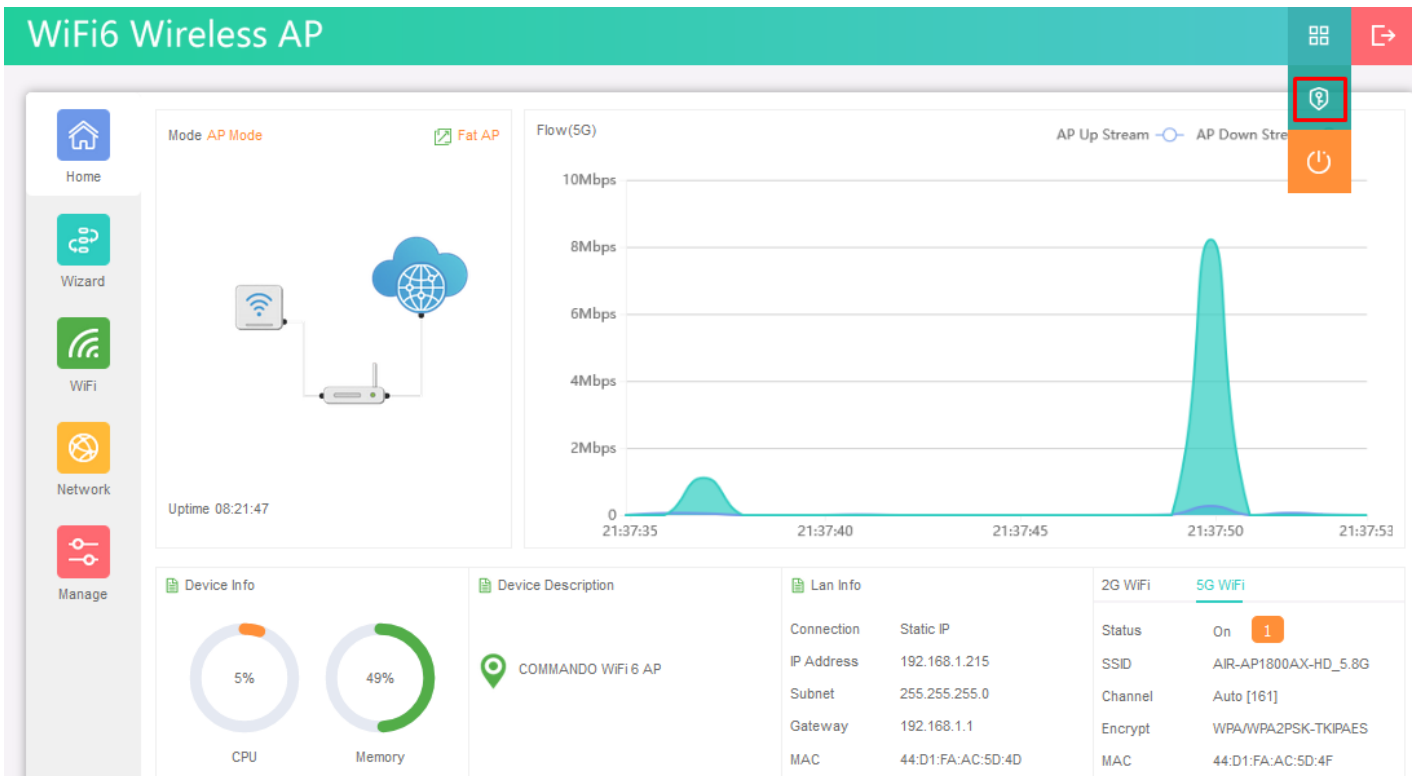 WiFi6 Wireless AP
Home
Wizard
WiFi
Network
Manage
Mode AP Mode
Fat AP
Uptime 08:21:47
Flow(5G)
AP Up Stream
AP Down Stre
10Mbps
8Mbps
6Mbps
4Mbps
2Mbps
0
21:37:35 21:37:40 21:37:45 21:37:50 21:37:53
Device Info
5%
49%
CPU
Memory
Device Description
COMMANDO WiFi 6 AP
Lan Info
Connection Static IP
IP Address 192.168.1.215
Subnet 255.255.255.0
Gateway 192.168.1.1
MAC 44:D1:FA:AC:5D:4D
2G WiFi 5G WiFi
Status On 1
SSID AIR-AP1800AX-HD_5.8G
Channel Auto [161]
Encrypt WPA/WPA2PSK-TKIPAES
MAC 44:D1:FA:AC:5D:4F